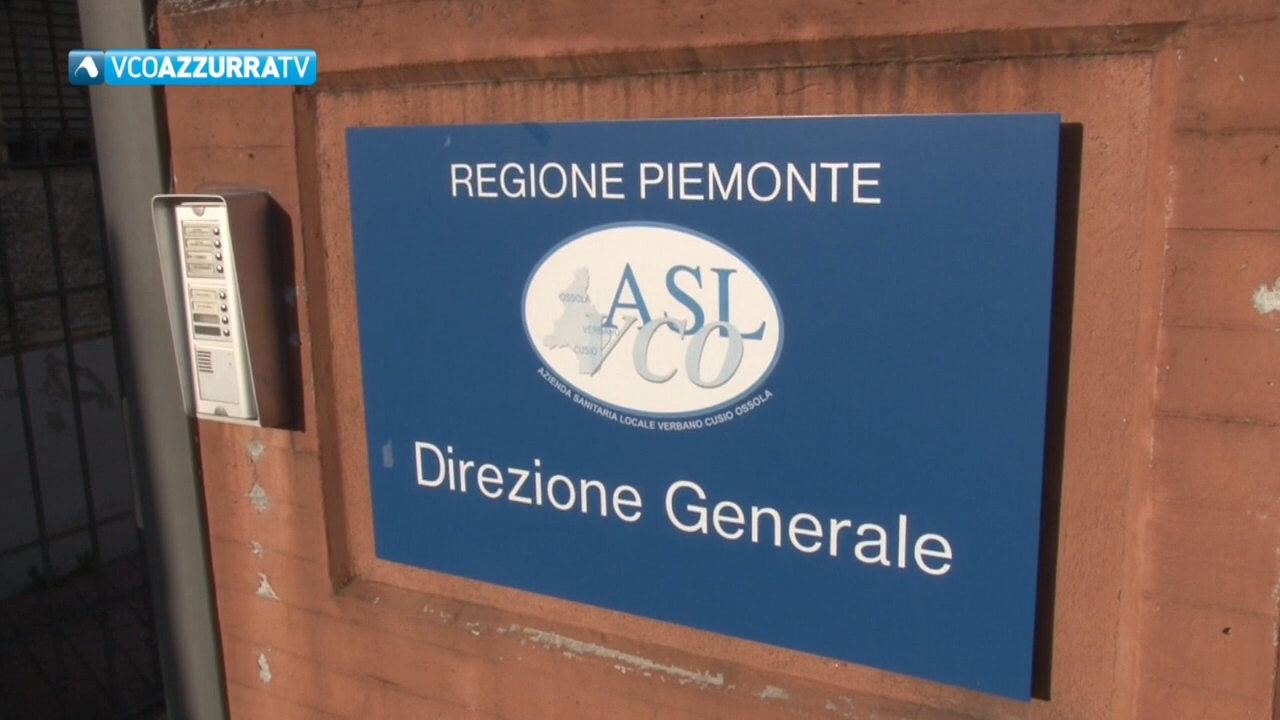 VCOAZZURRATV
REGIONE PIEMONTE
ASL
VCO
OSSOLA
VERBANO
CUSIO
AZIENDA SANITARIA LOCALE VERBANO CUSIO OSSOLA
Direzione Generale